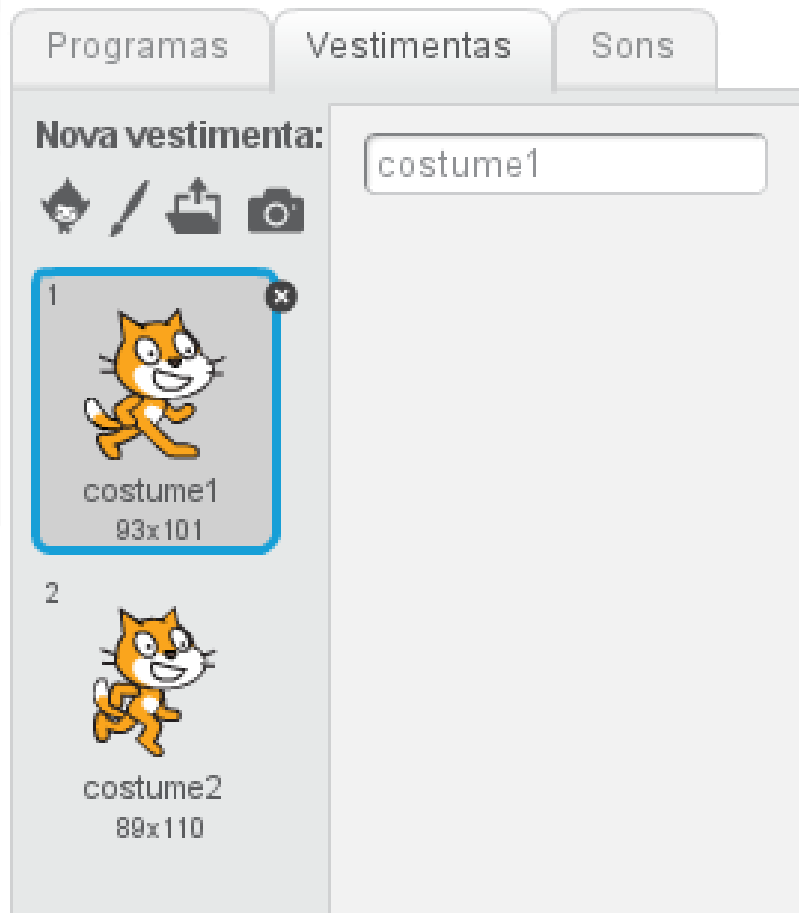 Programas Vestimentas Sons
Nova vestimenta:
costume1
1
costume1
93x101
2
costume2
89x110